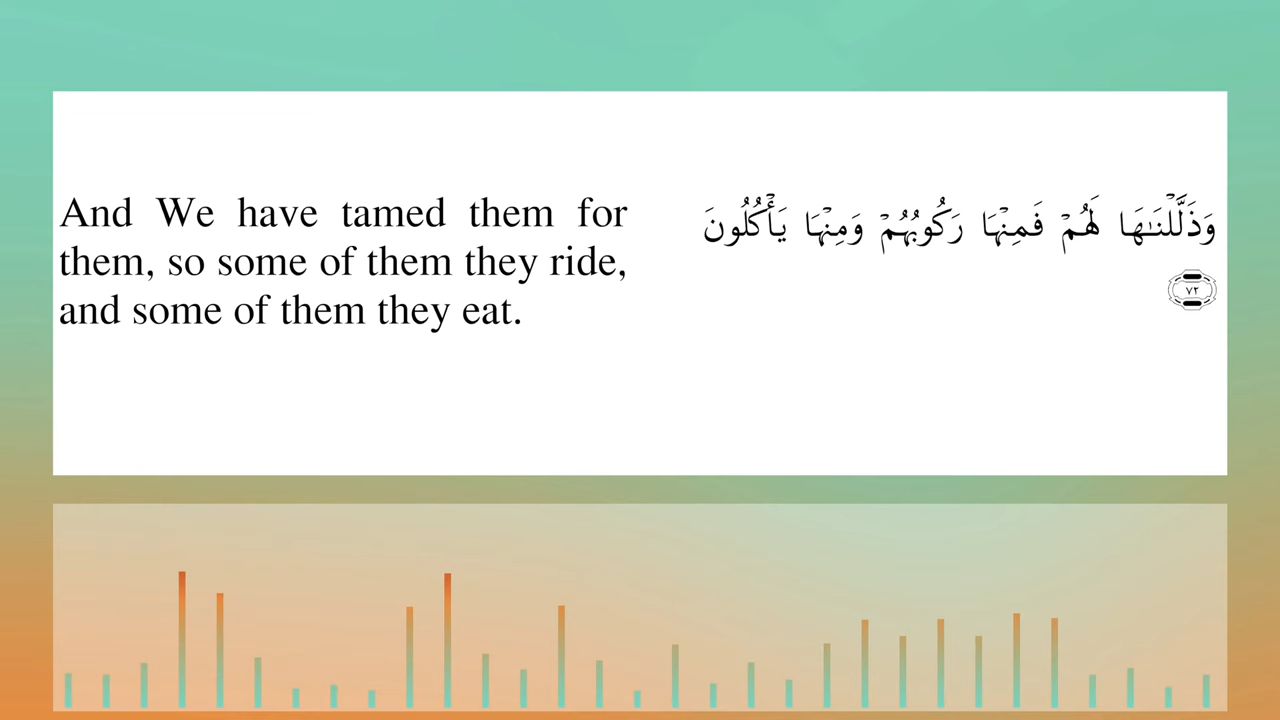 And We have tamed them for
them, so some of them they ride,
and some of them they eat.
وَذَلَّلْنَـٰهَا لَهُمْ فَمِنْهَا رَكُوبُهُمْ وَمِنْهَا يَأْكُلُونَ
٧٢